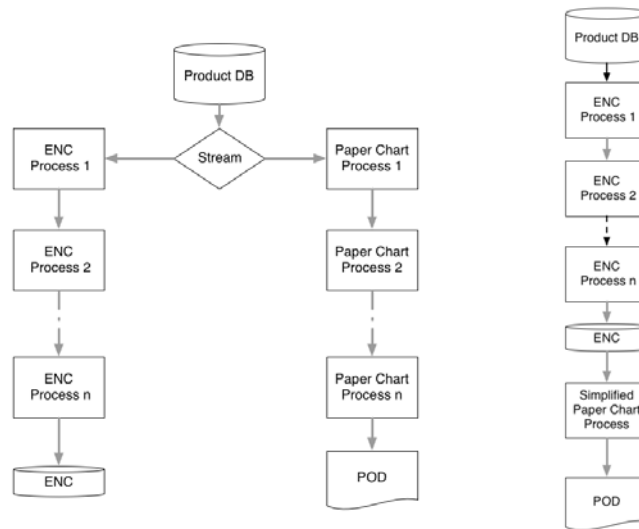 Product DB
Stream
ENC
Process 1
ENC
Process 2
ENC
Process n
ENC
Paper Chart
Process 1
Paper Chart
Process 2
Paper Chart
Process n
POD
Product DB
ENC
Process 1
ENC
Process 2
ENC
Process n
ENC
Simplified
Paper Chart
Process
POD